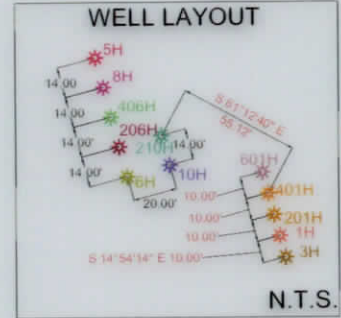 WELL LAYOUT
5H
14.00'
8H
14.00'
406H
S 61°12'40" E
55.12'
14.00'
206H
210H
14.00'
601H
14.00'
6H
10H
10.00'
401H
20.00'
10.00'
201H
10.00'
1H
S 14°54'14" E 10.00'
3H
N.T.S.